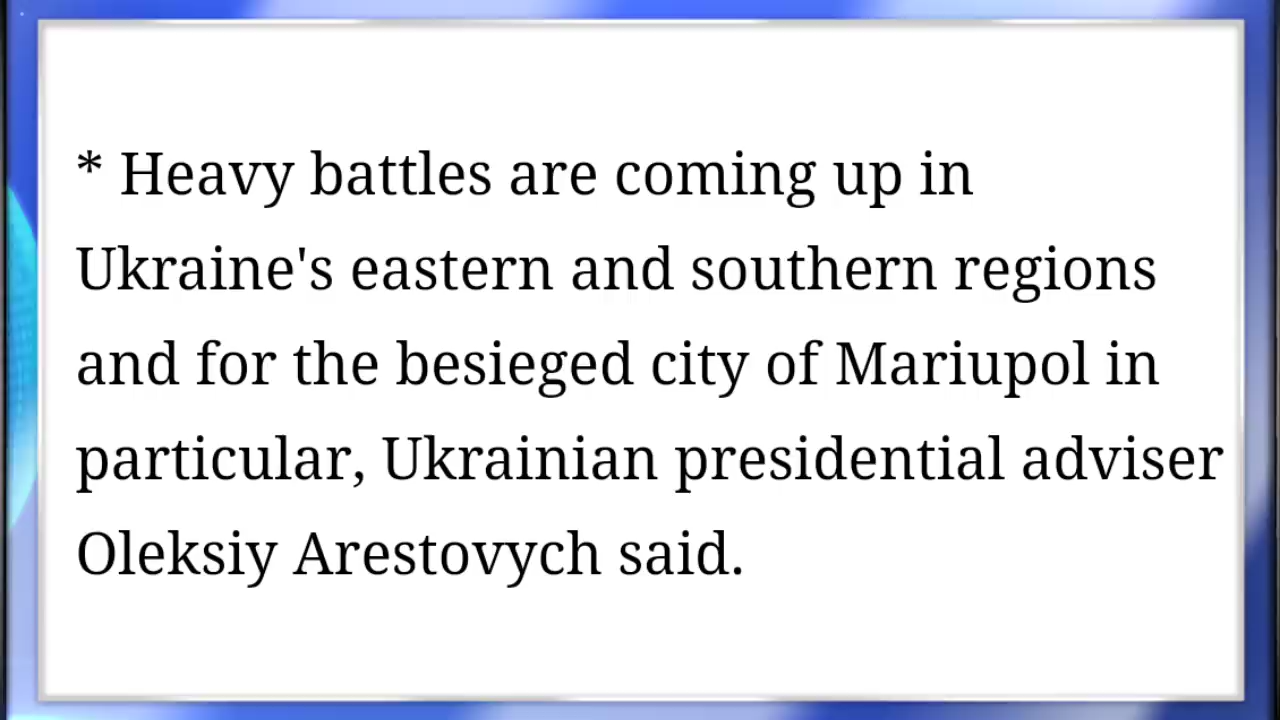 * Heavy battles are coming up in
Ukraine's eastern and southern regions
and for the besieged city of Mariupol in
particular, Ukrainian presidential adviser
Oleksiy Arestovych said.